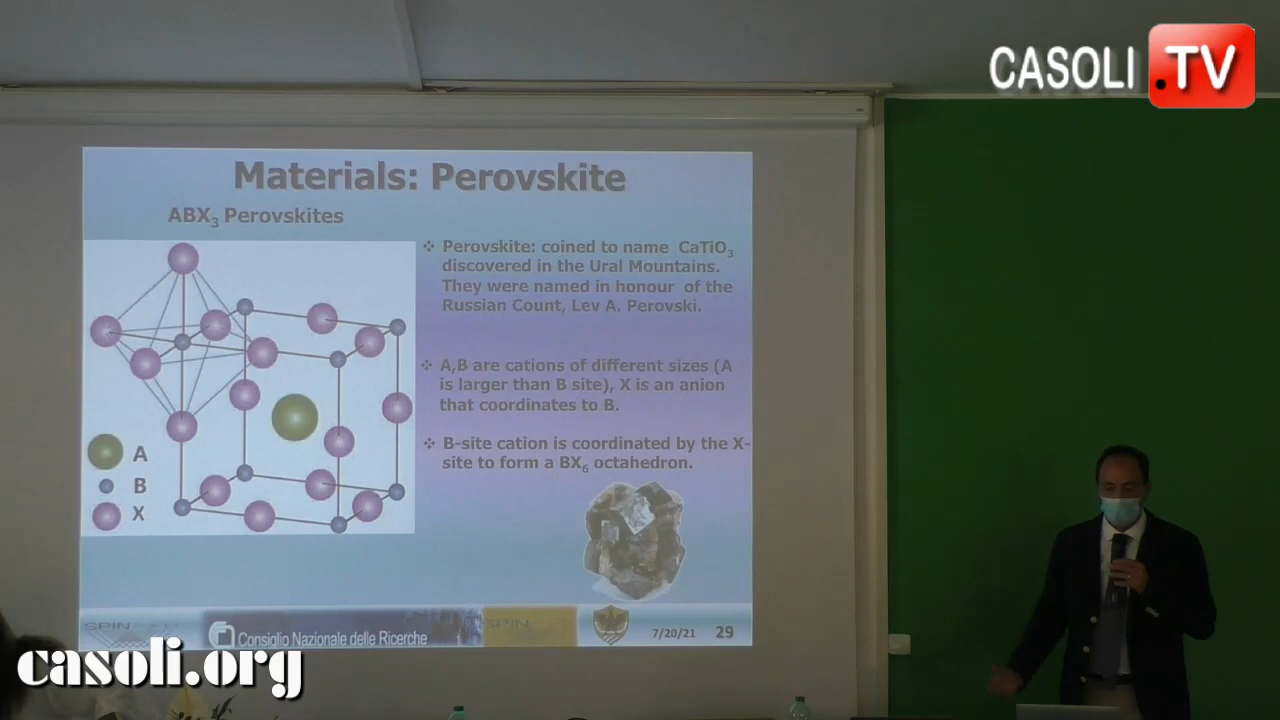 CASOLI .TV
Materials: Perovskite
ABX3 Perovskites
❖ Perovskite: coined to name CaTiO3
discovered in the Ural Mountains.
They were named in honour of the
Russian Count, Lev A. Perovski.
❖ A,B are cations of different sizes (A
is larger than B site), X is an anion
that coordinates to B.
❖ B-site cation is coordinated by the X-
site to form a BX6 octahedron.
A
B
X
SPIN
Consiglio Nazionale delle Ricerche
SPIN
7/20/21 29
casoli.org